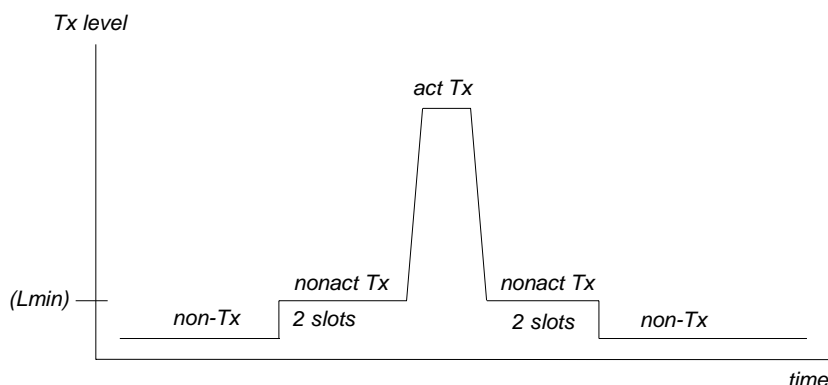 Tx level
act Tx
nonact Tx
nonact Tx
(Lmin)
non-Tx
2 slots
2 slots
non-Tx
time